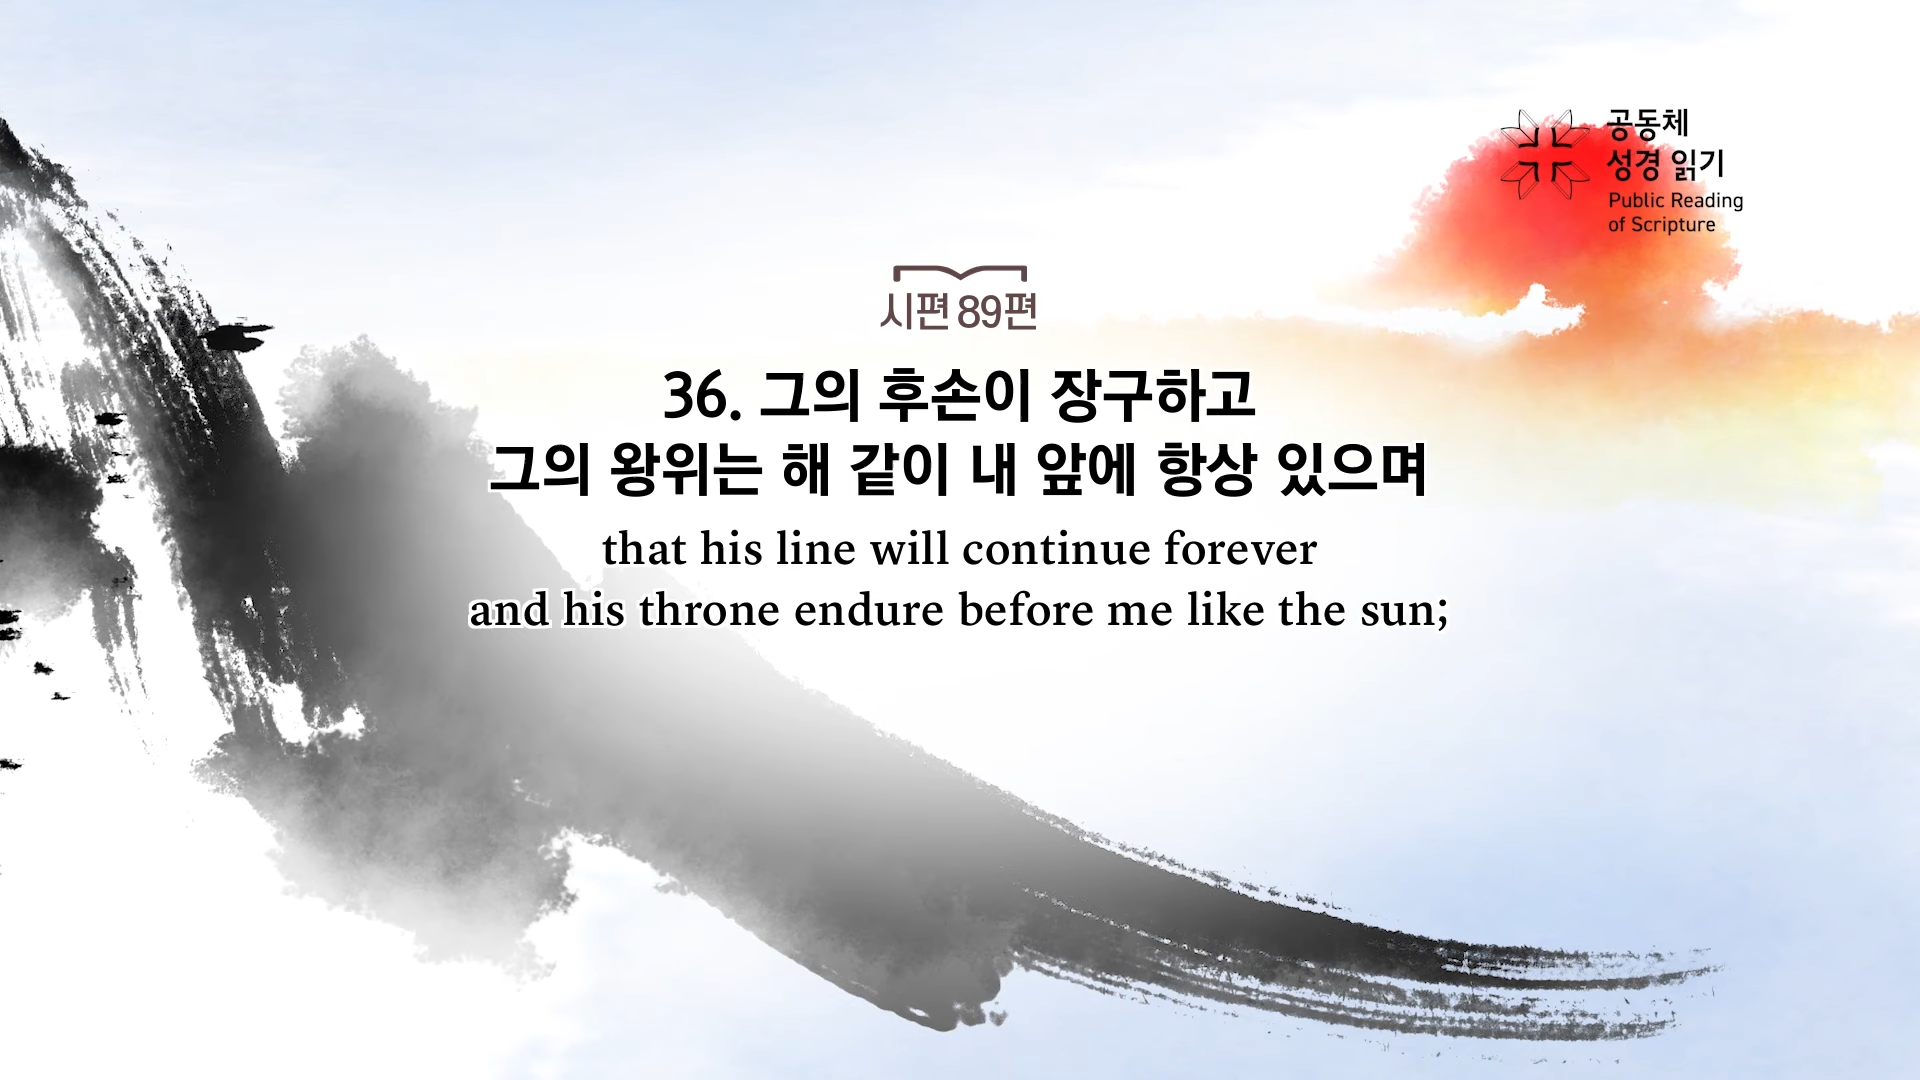 공동체
성경 읽기
Public Reading
of Scripture
시편 89편
36. 그의 후손이 장구하고
그의 왕위는 해 같이 내 앞에 항상 있으며
that his line will continue forever
and his throne endure before me like the sun;